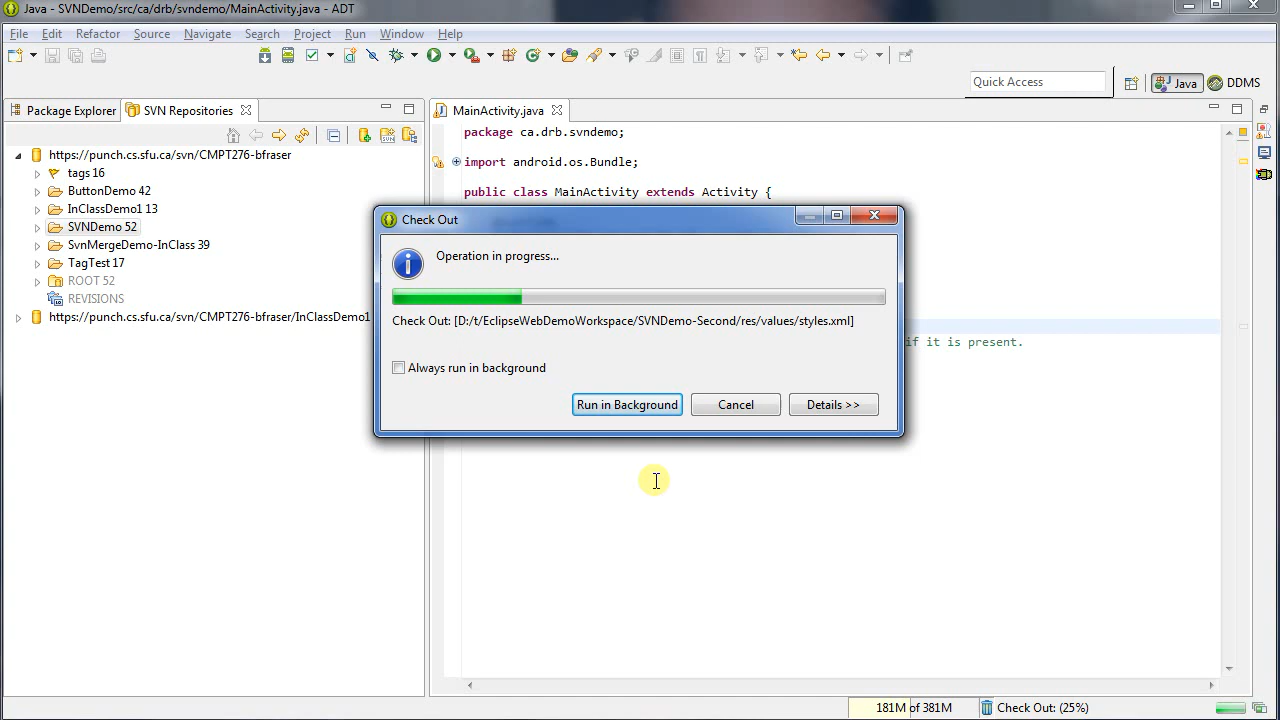 Java - SVNDemo/src/ca/drb/svndemo/MainActivity.java - ADT
File Edit Refactor Source Navigate Search Project Run Window Help
Quick Access
Java
DDMS
Package Explorer
SVN Repositories
MainActivity.java
https://punch.cs.sfu.ca/svn/CMPT276-bfraser
tags 16
ButtonDemo 42
InClassDemo1 13
SVNDemo 52
SvnMergeDemo-InClass 39
TagTest 17
ROOT 52
REVISIONS
https://punch.cs.sfu.ca/svn/CMPT276-bfraser/InClassDemo1
package ca.drb.svndemo;
import android.os.Bundle;
public class MainActivity extends Activity {
if it is present.
Check Out
Operation in progress...
Check Out: [D:/t/EclipseWebDemoWorkspace/SVNDemo-Second/res/values/styles.xml]
Always run in background
Run in Background
Cancel
Details >>
181M of 381M
Check Out: (25%)